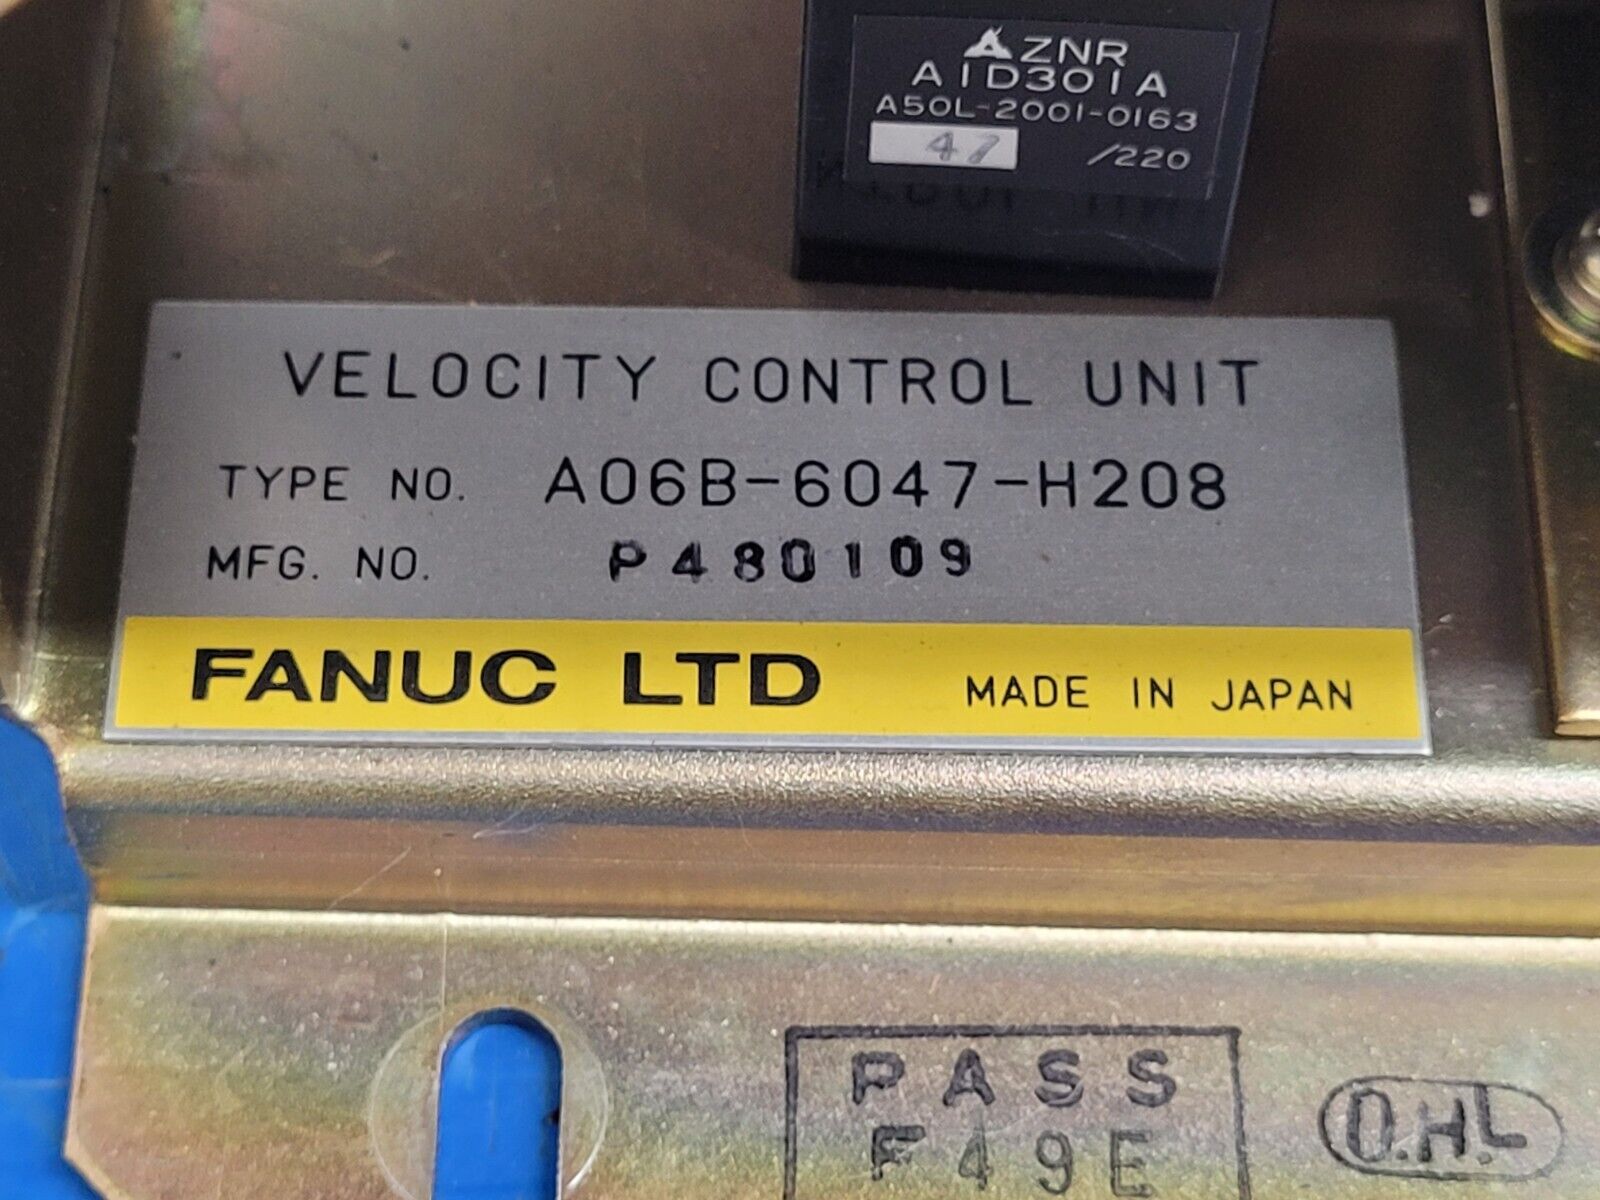 ZNR
A1D301A
A50L-2001-0163
47 /220
VELOCITY CONTROL UNIT
TYPE NO. A06B-6047-H208
MFG. NO. P480109
FANUC LTD MADE IN JAPAN
PASS
F49E
O.H.L